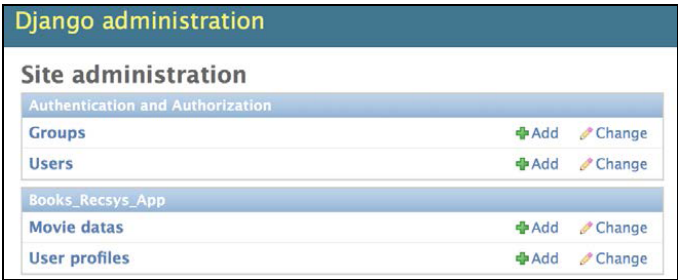 Django administration
Site administration
Authentication and Authorization
Groups Add Change
Users Add Change
Books_Recsys_App
Movie datas Add Change
User profiles Add Change